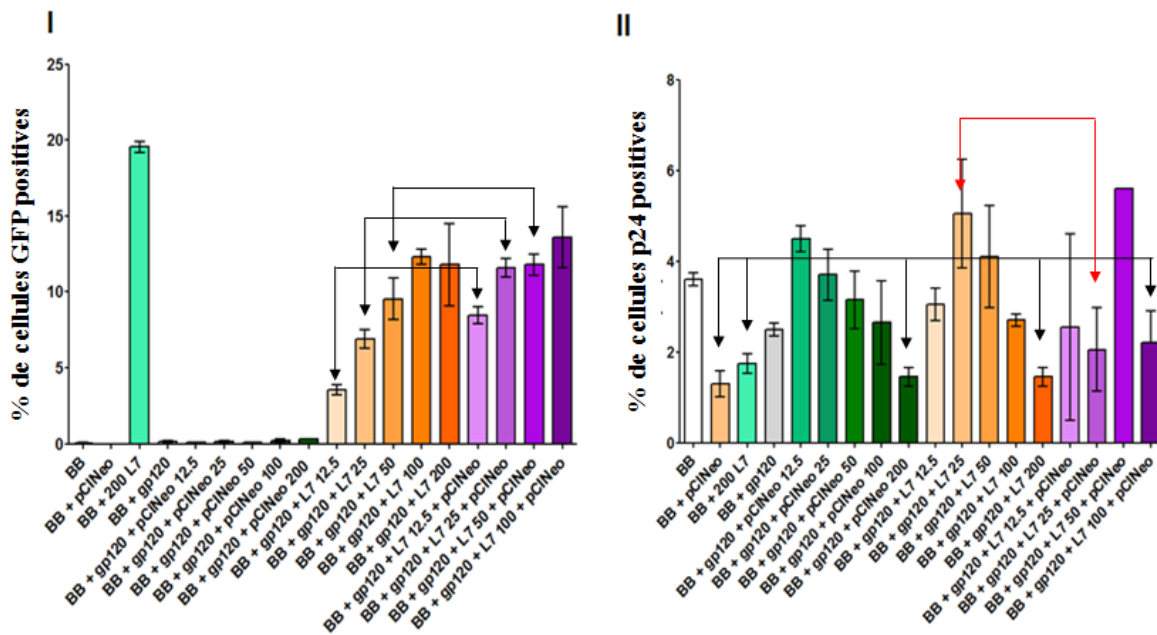 I
II
% de cellules GFP positives
25
20
15
10
5
0
BB
BB + pCINeo
BB + 200 L7
BB + gp120
BB + gp120 + pCINeo 12.5
BB + gp120 + pCINeo 25
BB + gp120 + pCINeo 50
BB + gp120 + pCINeo 100
BB + gp120 + pCINeo 200
BB + gp120 + L7 12.5
BB + gp120 + L7 25
BB + gp120 + L7 50
BB + gp120 + L7 100
BB + gp120 + L7 200
BB + gp120 + L7 12.5 + pCINeo
BB + gp120 + L7 25 + pCINeo
BB + gp120 + L7 50 + pCINeo
BB + gp120 + L7 100 + pCINeo
% de cellules p24 positives
8
6
4
2
0
BB
BB + pCINeo
BB + 200 L7
BB + gp120
BB + gp120 + pCINeo 12.5
BB + gp120 + pCINeo 25
BB + gp120 + pCINeo 50
BB + gp120 + pCINeo 100
BB + gp120 + pCINeo 200
BB + gp120 + L7 12.5
BB + gp120 + L7 25
BB + gp120 + L7 50
BB + gp120 + L7 100
BB + gp120 + L7 200
BB + gp120 + L7 12.5 + pCINeo
BB + gp120 + L7 25 + pCINeo
BB + gp120 + L7 50 + pCINeo
BB + gp120 + L7 100 + pCINeo